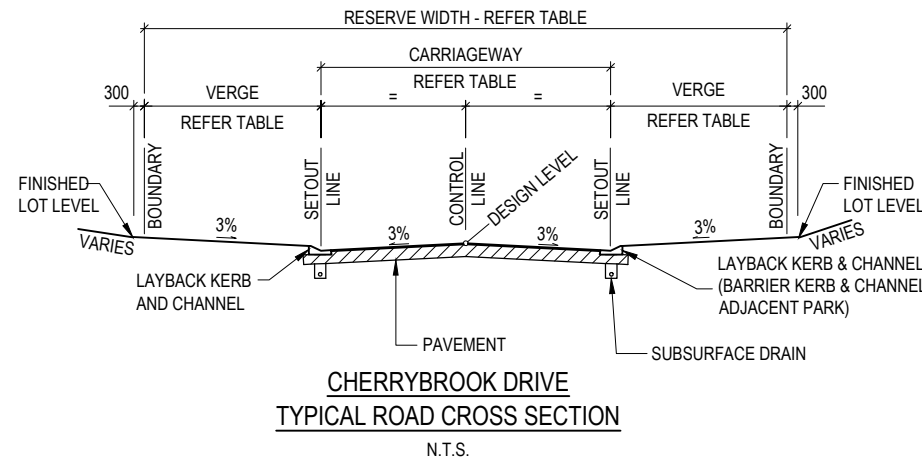 RESERVE WIDTH - REFER TABLE
CARRIAGEWAY
REFER TABLE
300
VERGE
=
=
VERGE
300
REFER TABLE
REFER TABLE
BOUNDARY
SETOUT
LINE
CONTROL
LINE
DESIGN LEVEL
SETOUT
LINE
BOUNDARY
FINISHED
LOT LEVEL
FINISHED
LOT LEVEL
VARIES
3%
3%
3%
3%
VARIES
LAYBACK KERB
AND CHANNEL
LAYBACK KERB & CHANNEL
(BARRIER KERB & CHANNEL
ADJACENT PARK)
PAVEMENT
SUBSURFACE DRAIN
CHERRYBROOK DRIVE
TYPICAL ROAD CROSS SECTION
N.T.S.